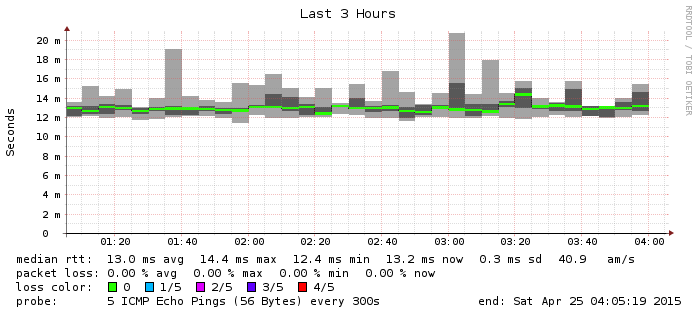 Last 3 Hours
RRDTOOL / TOBI OETIKER
Seconds
20 m
18 m
16 m
14 m
12 m
10 m
8 m
6 m
4 m
2 m
0
01:20 01:40 02:00 02:20 02:40 03:00 03:20 03:40 04:00
median rtt: 13.0 ms avg 14.4 ms max 12.4 ms min 13.2 ms now 0.3 ms sd 40.9 am/s
packet loss: 0.00 % avg 0.00 % max 0.00 % min 0.00 % now
loss color: 0 1/5 2/5 3/5 4/5
probe: 5 ICMP Echo Pings (56 Bytes) every 300s end: Sat Apr 25 04:05:19 2015